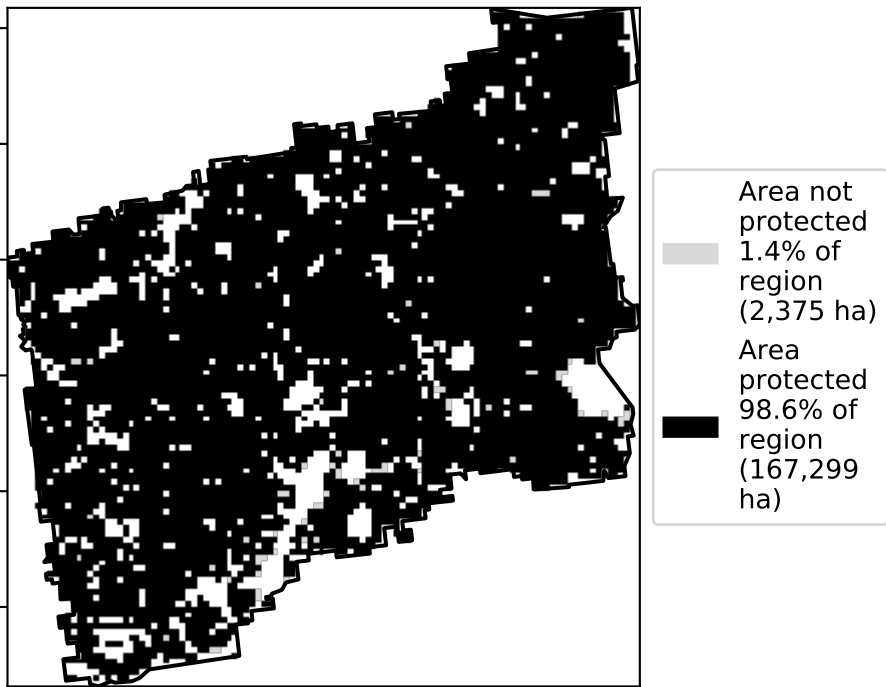 Area not
protected
1.4% of
region
(2,375 ha)
Area
protected
98.6% of
region
(167,299
ha)